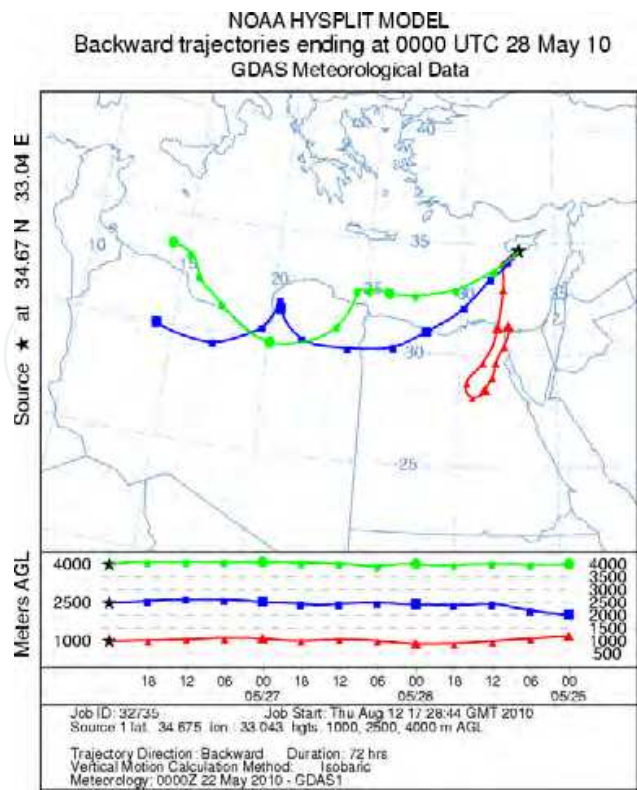 NOAA HYSPLIT MODEL
Backward trajectories ending at 0000 UTC 28 May 10
GDAS Meteorological Data
Source ★ at 34.67 N 33.04 E
40
35
10
15
20
25
30
35
30
25
Meters AGL
4000
2500
1000
4000
3500
3000
2500
2000
1500
1000
500
18 12 06 00 18 12 06 00 18 12 06 00
05/27 05/28 05/25
Job ID: 32735 Job Start: Thu Aug 12 17:28:44 GMT 2010
Source 1 lat.: 34.675 lon.: 33.043 hgts: 1000, 2500, 4000 m AGL
Trajectory Direction: Backward Duration: 72 hrs
Vertical Motion Calculation Method: Isobaric
Meteorology: 0000Z 22 May 2010 - GDAS1